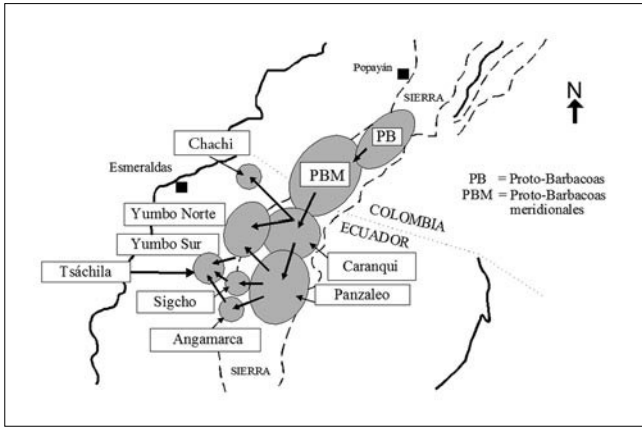 Popayán
SIERRA
N
Chachi
PB
Esmeraldas
PBM
PB = Proto-Barbacoas
PBM = Proto-Barbacoas
meridionales
Yumbo Norte
COLOMBIA
ECUADOR
Yumbo Sur
Caranqui
Tsáchila
Sigcho
Panzaleo
Angamarca
SIERRA